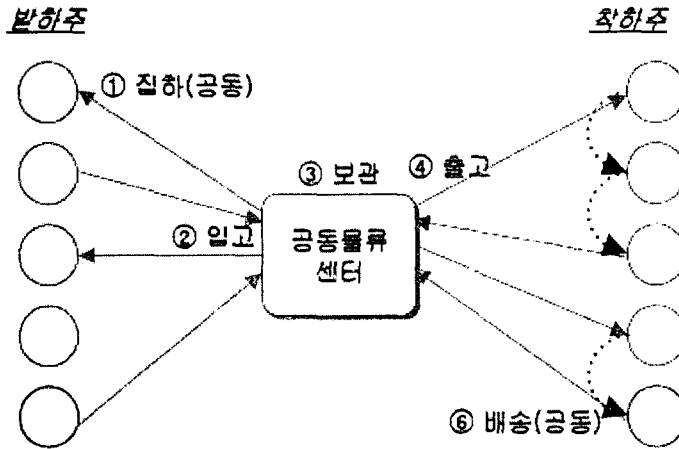 발하주
착하주
① 집하(공동)
③ 보관
④ 출고
② 입고
공동물류
센터
⑥ 배송(공동)